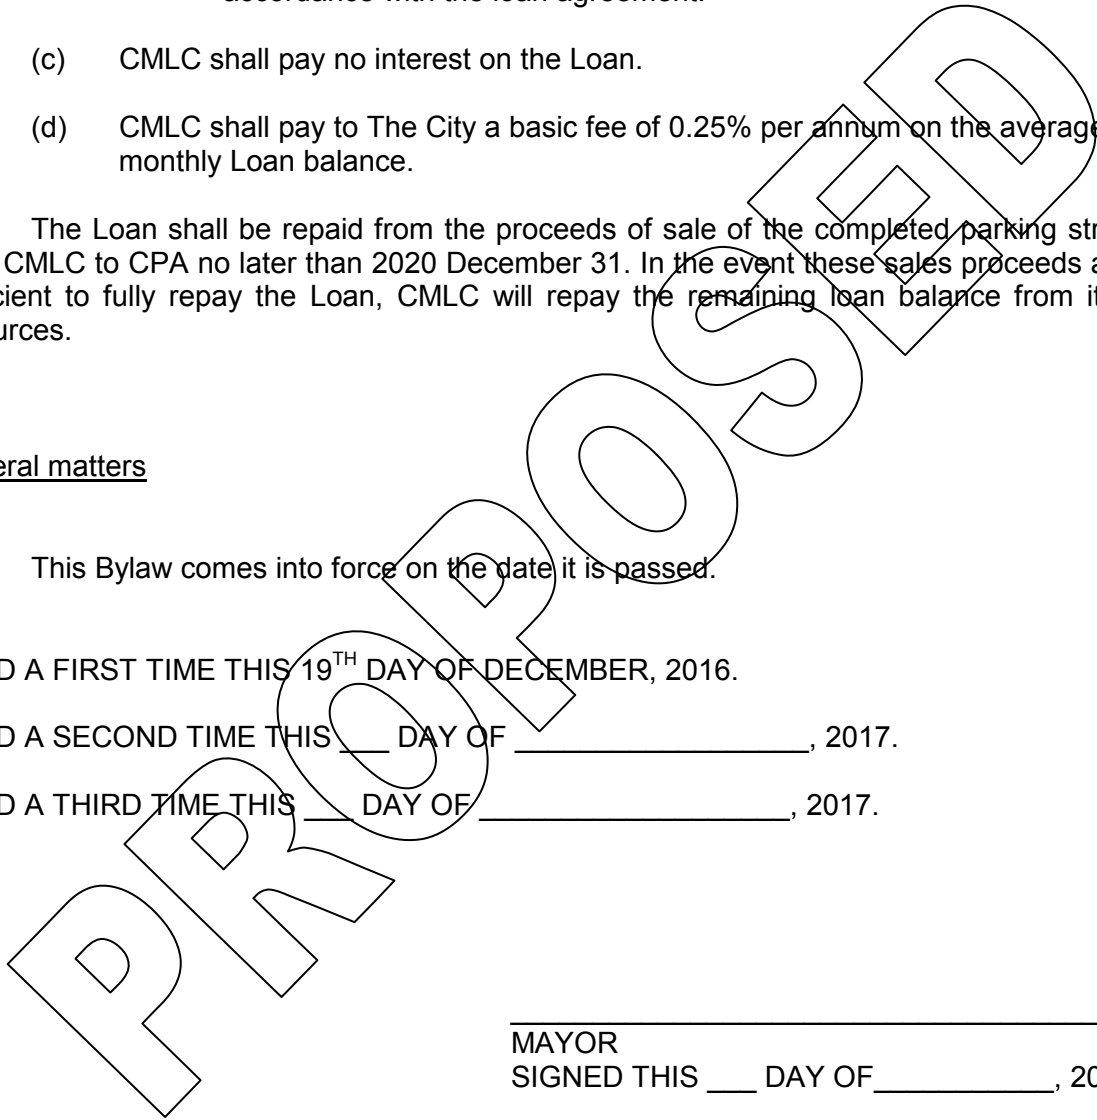 accordance with the loan agreement.
(c) CMLC shall pay no interest on the Loan.
(d) CMLC shall pay to The City a basic fee of 0.25% per annum on the average
monthly Loan balance.
The Loan shall be repaid from the proceeds of sale of the completed parking str
CMLC to CPA no later than 2020 December 31. In the event these sales proceeds a
cient to fully repay the Loan, CMLC will repay the remaining loan balance from it
urces.
eral matters
This Bylaw comes into force on the date it is passed.
D A FIRST TIME THIS 19TH DAY OF DECEMBER, 2016.
D A SECOND TIME THIS ___ DAY OF __________________, 2017.
D A THIRD TIME THIS ___ DAY OF ___________________, 2017.
MAYOR
SIGNED THIS ___ DAY OF___________, 20
PROPOSED